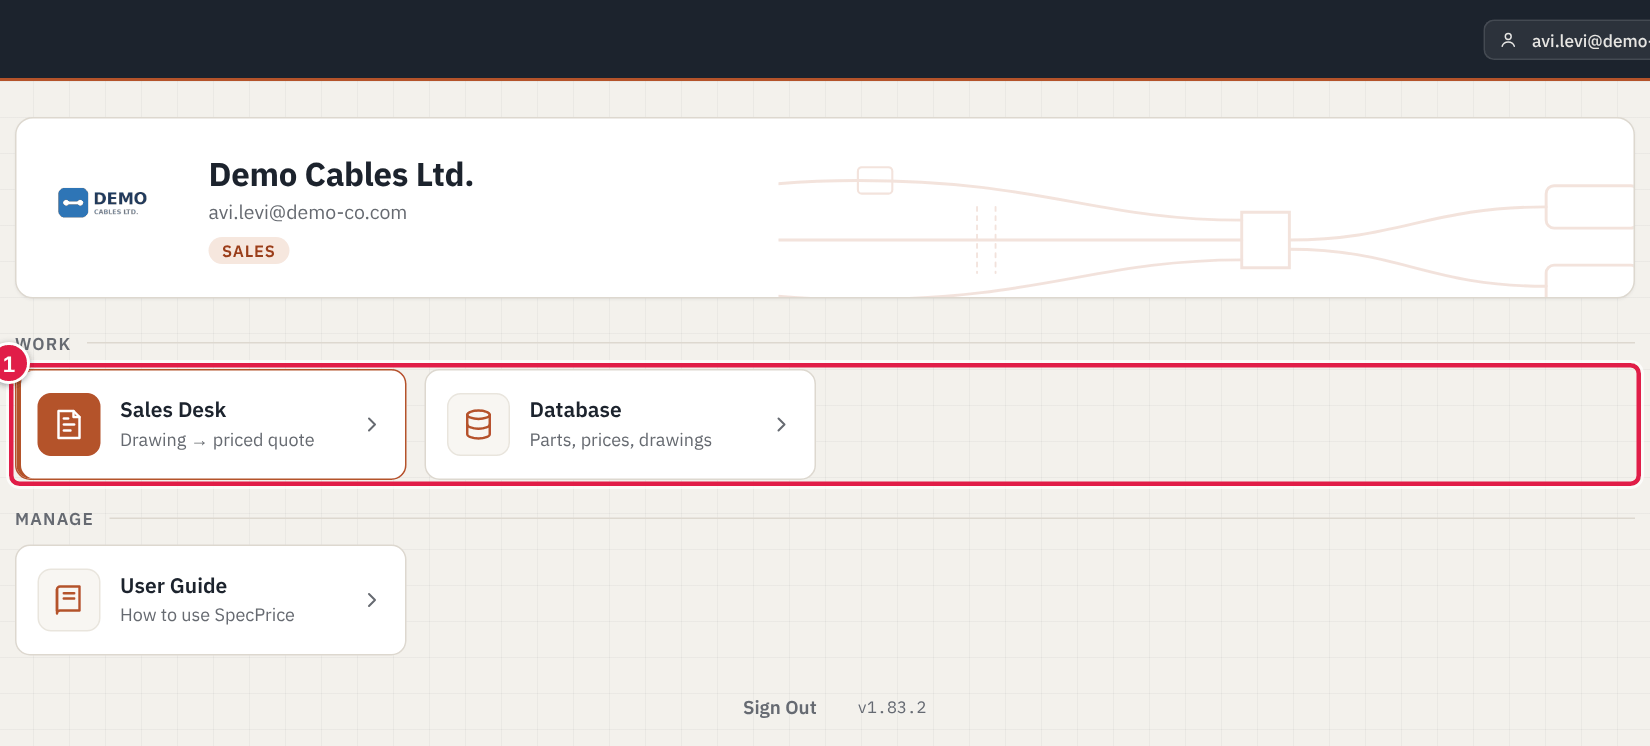 avi.levi@demo-
DEMO
CABLES LTD.
Demo Cables Ltd.
avi.levi@demo-co.com
SALES
WORK
1
Sales Desk
Drawing → priced quote
Database
Parts, prices, drawings
MANAGE
User Guide
How to use SpecPrice
Sign Out
v1.83.2